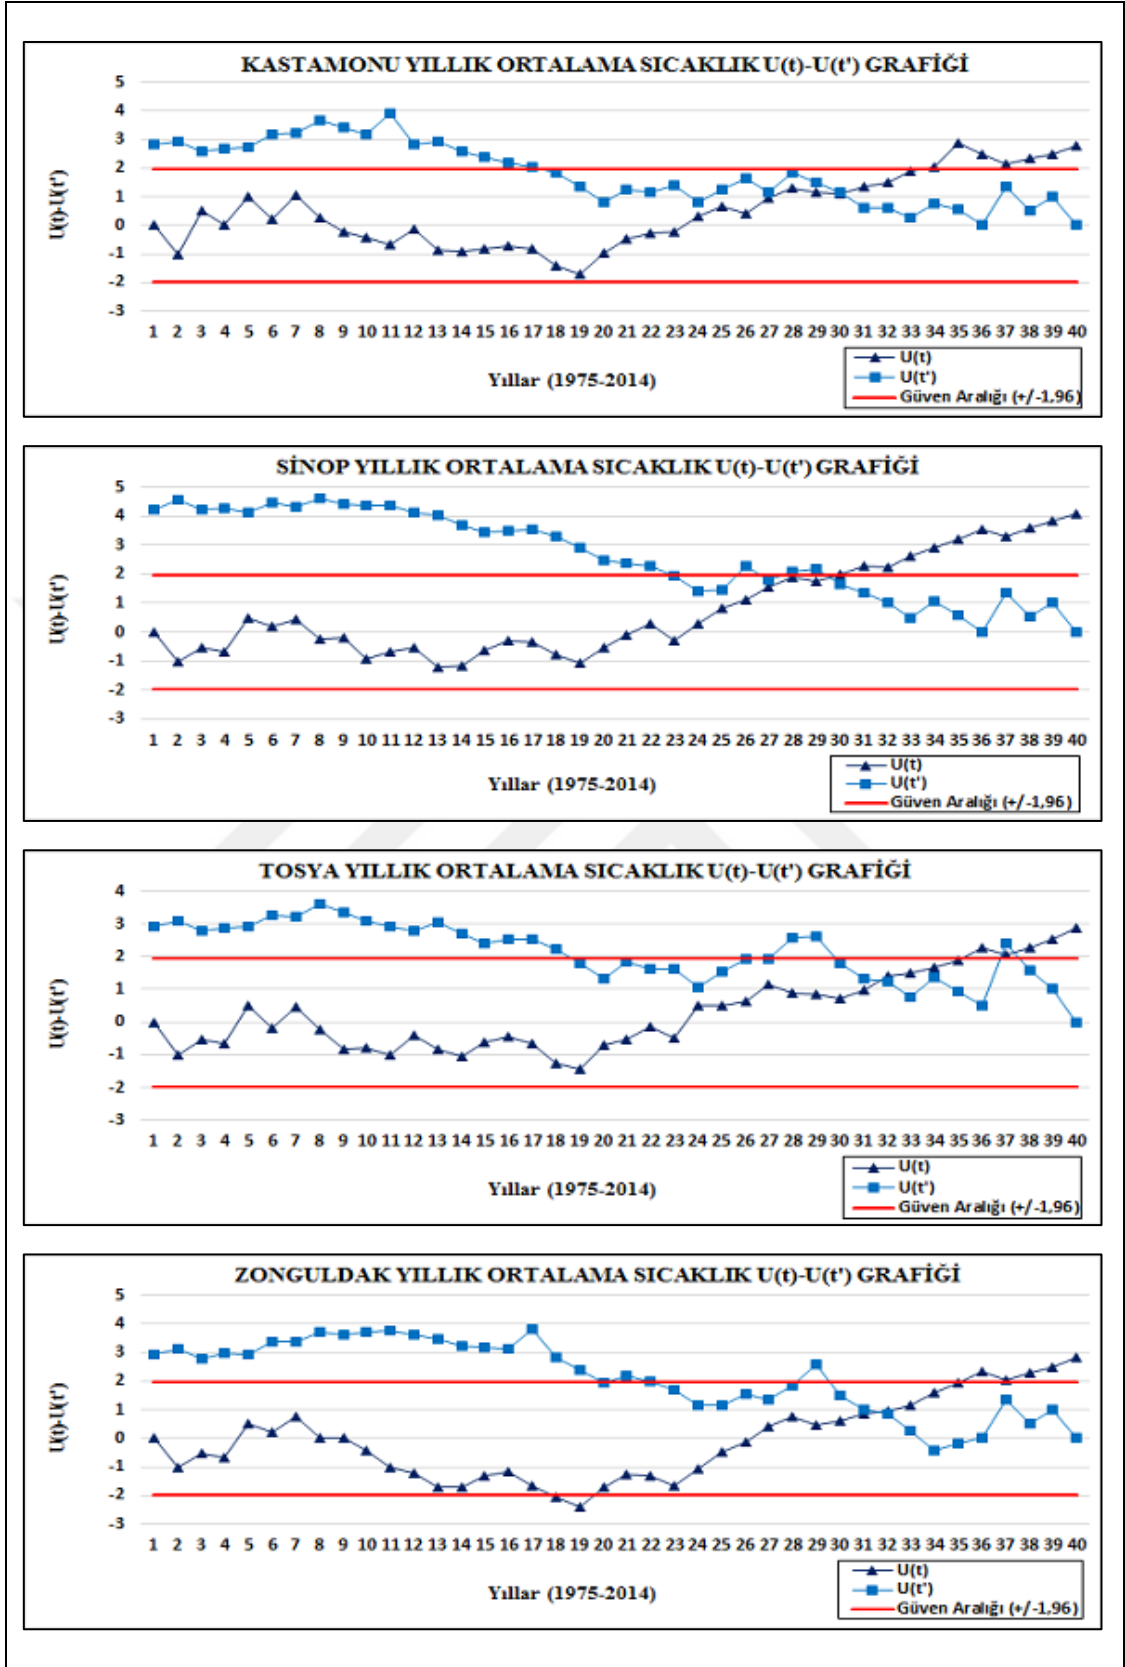 KASTAMONU YILLIK ORTALAMA SICAKLIK U(t)-U(t') GRAFİĞİ
5
4
3
2
1
0
-1
-2
-3
U(t)-U(t')
1 2 3 4 5 6 7 8 9 10 11 12 13 14 15 16 17 18 19 20 21 22 23 24 25 26 27 28 29 30 31 32 33 34 35 36 37 38 39 40
Yıllar (1975-2014)
U(t)
U(t')
Güven Aralığı (+/-1,96)
SİNOP YILLIK ORTALAMA SICAKLIK U(t)-U(t') GRAFİĞİ
5
4
3
2
1
0
-1
-2
-3
U(t)-U(t')
1 2 3 4 5 6 7 8 9 10 11 12 13 14 15 16 17 18 19 20 21 22 23 24 25 26 27 28 29 30 31 32 33 34 35 36 37 38 39 40
Yıllar (1975-2014)
U(t)
U(t')
Güven Aralığı (+/-1,96)
TOSYA YILLIK ORTALAMA SICAKLIK U(t)-U(t') GRAFİĞİ
4
3
2
1
0
-1
-2
-3
U(t)-U(t')
1 2 3 4 5 6 7 8 9 10 11 12 13 14 15 16 17 18 19 20 21 22 23 24 25 26 27 28 29 30 31 32 33 34 35 36 37 38 39 40
Yıllar (1975-2014)
U(t)
U(t')
Güven Aralığı (+/-1,96)
ZONGULDAK YILLIK ORTALAMA SICAKLIK U(t)-U(t') GRAFİĞİ
5
4
3
2
1
0
-1
-2
-3
U(t)-U(t')
1 2 3 4 5 6 7 8 9 10 11 12 13 14 15 16 17 18 19 20 21 22 23 24 25 26 27 28 29 30 31 32 33 34 35 36 37 38 39 40
Yıllar (1975-2014)
U(t)
U(t')
Güven Aralığı (+/-1,96)